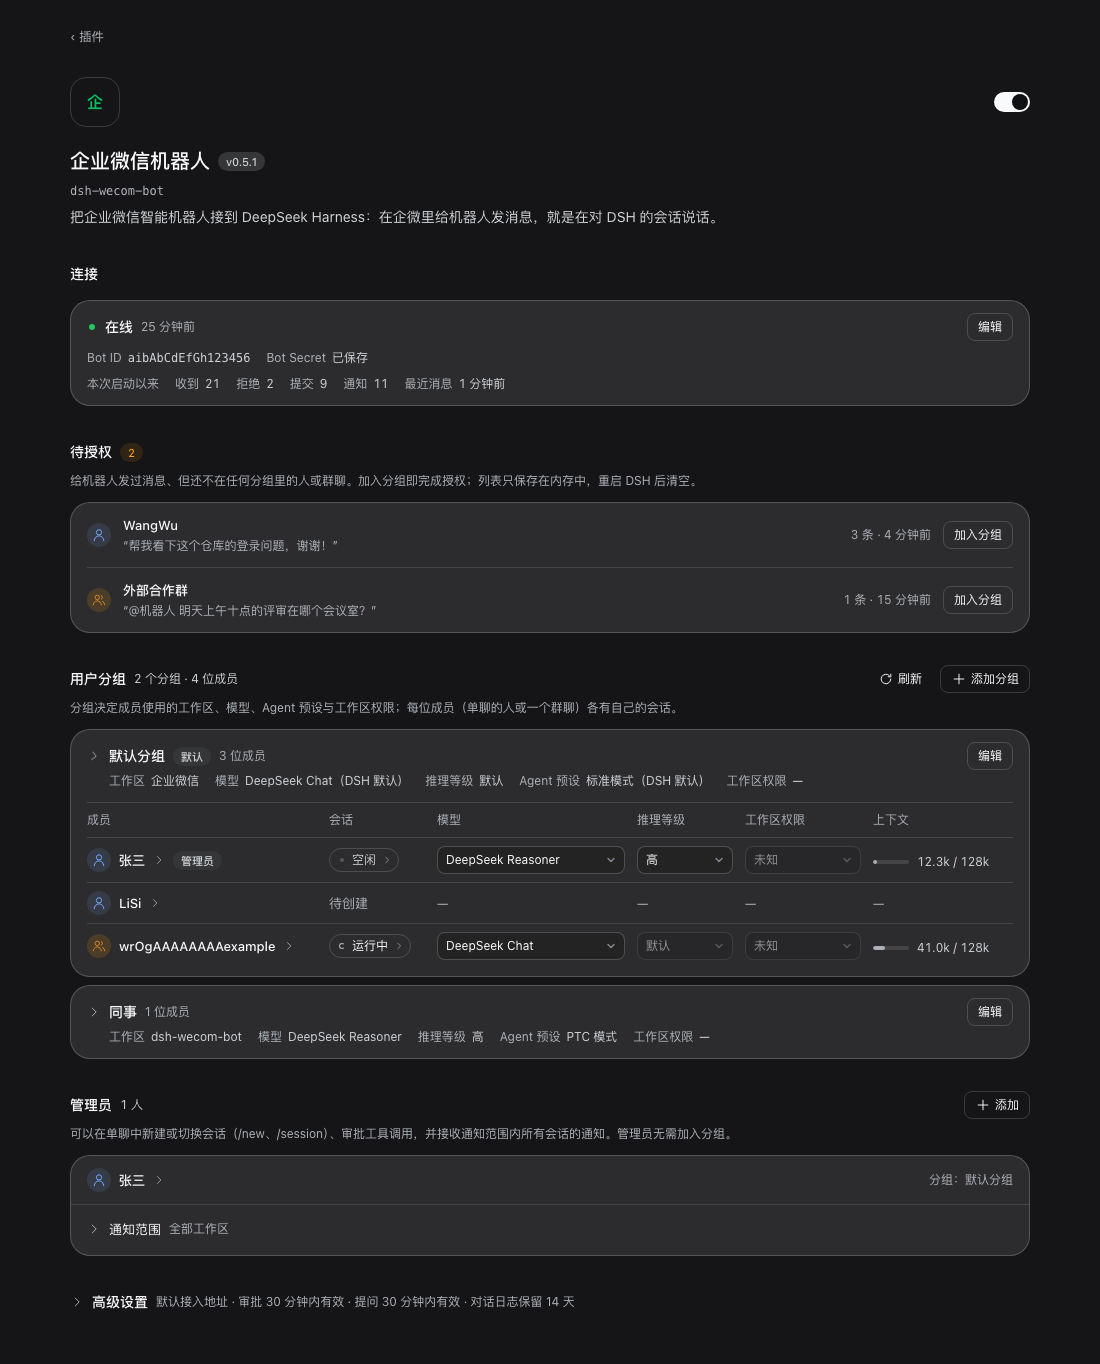 ‹ 插件
企
企业微信机器人 v0.5.1
dsh-wecom-bot
把企业微信智能机器人接到 DeepSeek Harness：在企微里给机器人发消息，就是在对 DSH 的会话说话。
连接
在线 25 分钟前 编辑
Bot ID aibAbCdEfGh123456 Bot Secret 已保存
本次启动以来 收到 21 拒绝 2 提交 9 通知 11 最近消息 1 分钟前
待授权 2
给机器人发过消息、但还不在任何分组里的人或群聊。加入分组即完成授权；列表只保存在内存中，重启 DSH 后清空。
WangWu
“帮我看下这个仓库的登录问题，谢谢！”
3 条 · 4 分钟前 加入分组
外部合作群
“@机器人 明天上午十点的评审在哪个会议室？”
1 条 · 15 分钟前 加入分组
用户分组 2 个分组 · 4 位成员 刷新 添加分组
分组决定成员使用的工作区、模型、Agent 预设与工作区权限；每位成员（单聊的人或一个群聊）各有自己的会话。
默认分组 默认 3 位成员 编辑
工作区 企业微信 模型 DeepSeek Chat（DSH 默认） 推理等级 默认 Agent 预设 标准模式（DSH 默认） 工作区权限 —
成员 会话 模型 推理等级 工作区权限 上下文
张三 管理员 空闲 DeepSeek Reasoner 高 未知 12.3k / 128k
LiSi 待创建 — — — —
wrOgAAAAAAAAexample 运行中 DeepSeek Chat 默认 未知 41.0k / 128k
同事 1 位成员 编辑
工作区 dsh-wecom-bot 模型 DeepSeek Reasoner 推理等级 高 Agent 预设 PTC 模式 工作区权限 —
管理员 1 人 添加
可以在单聊中新建或切换会话（/new、/session）、审批工具调用，并接收通知范围内所有会话的通知。管理员无需加入分组。
张三 分组：默认分组
通知范围 全部工作区
高级设置 默认接入地址 · 审批 30 分钟内有效 · 提问 30 分钟内有效 · 对话日志保留 14 天